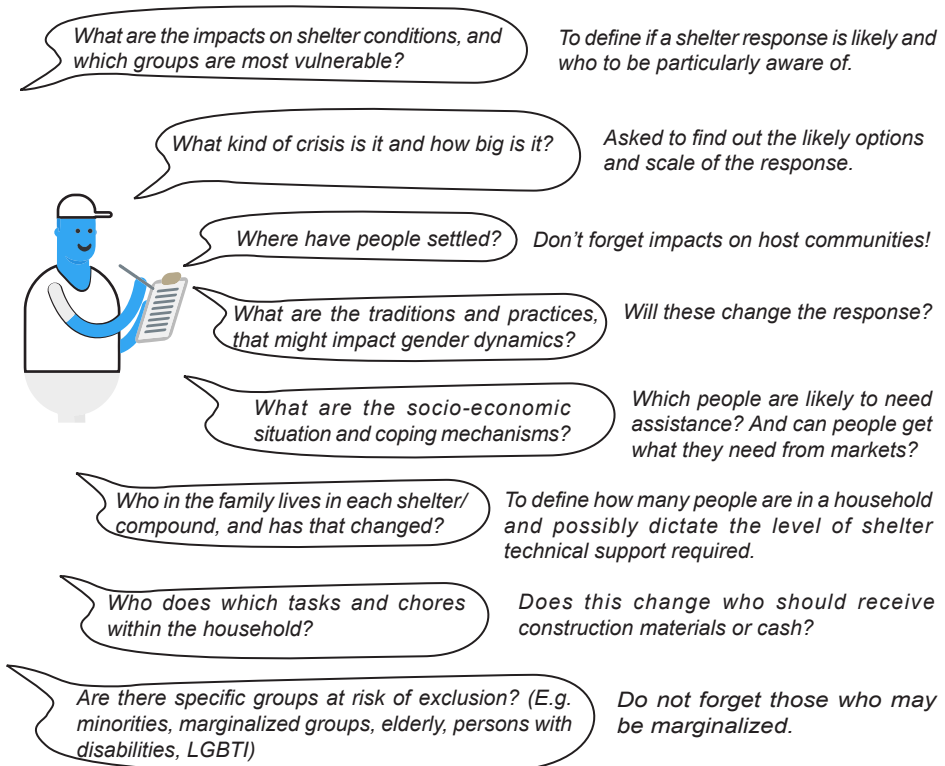 What are the impacts on shelter conditions, and
which groups are most vulnerable?
To define if a shelter response is likely and
who to be particularly aware of.
What kind of crisis is it and how big is it?
Asked to find out the likely options
and scale of the response.
Where have people settled?
Don't forget impacts on host communities!
What are the traditions and practices,
that might impact gender dynamics?
Will these change the response?
What are the socio-economic
situation and coping mechanisms?
Which people are likely to need
assistance? And can people get
what they need from markets?
Who in the family lives in each shelter/
compound, and has that changed?
To define how many people are in a household
and possibly dictate the level of shelter
technical support required.
Who does which tasks and chores
within the household?
Does this change who should receive
construction materials or cash?
Are there specific groups at risk of exclusion? (E.g.
minorities, marginalized groups, elderly, persons with
disabilities, LGBTI)
Do not forget those who may
be marginalized.